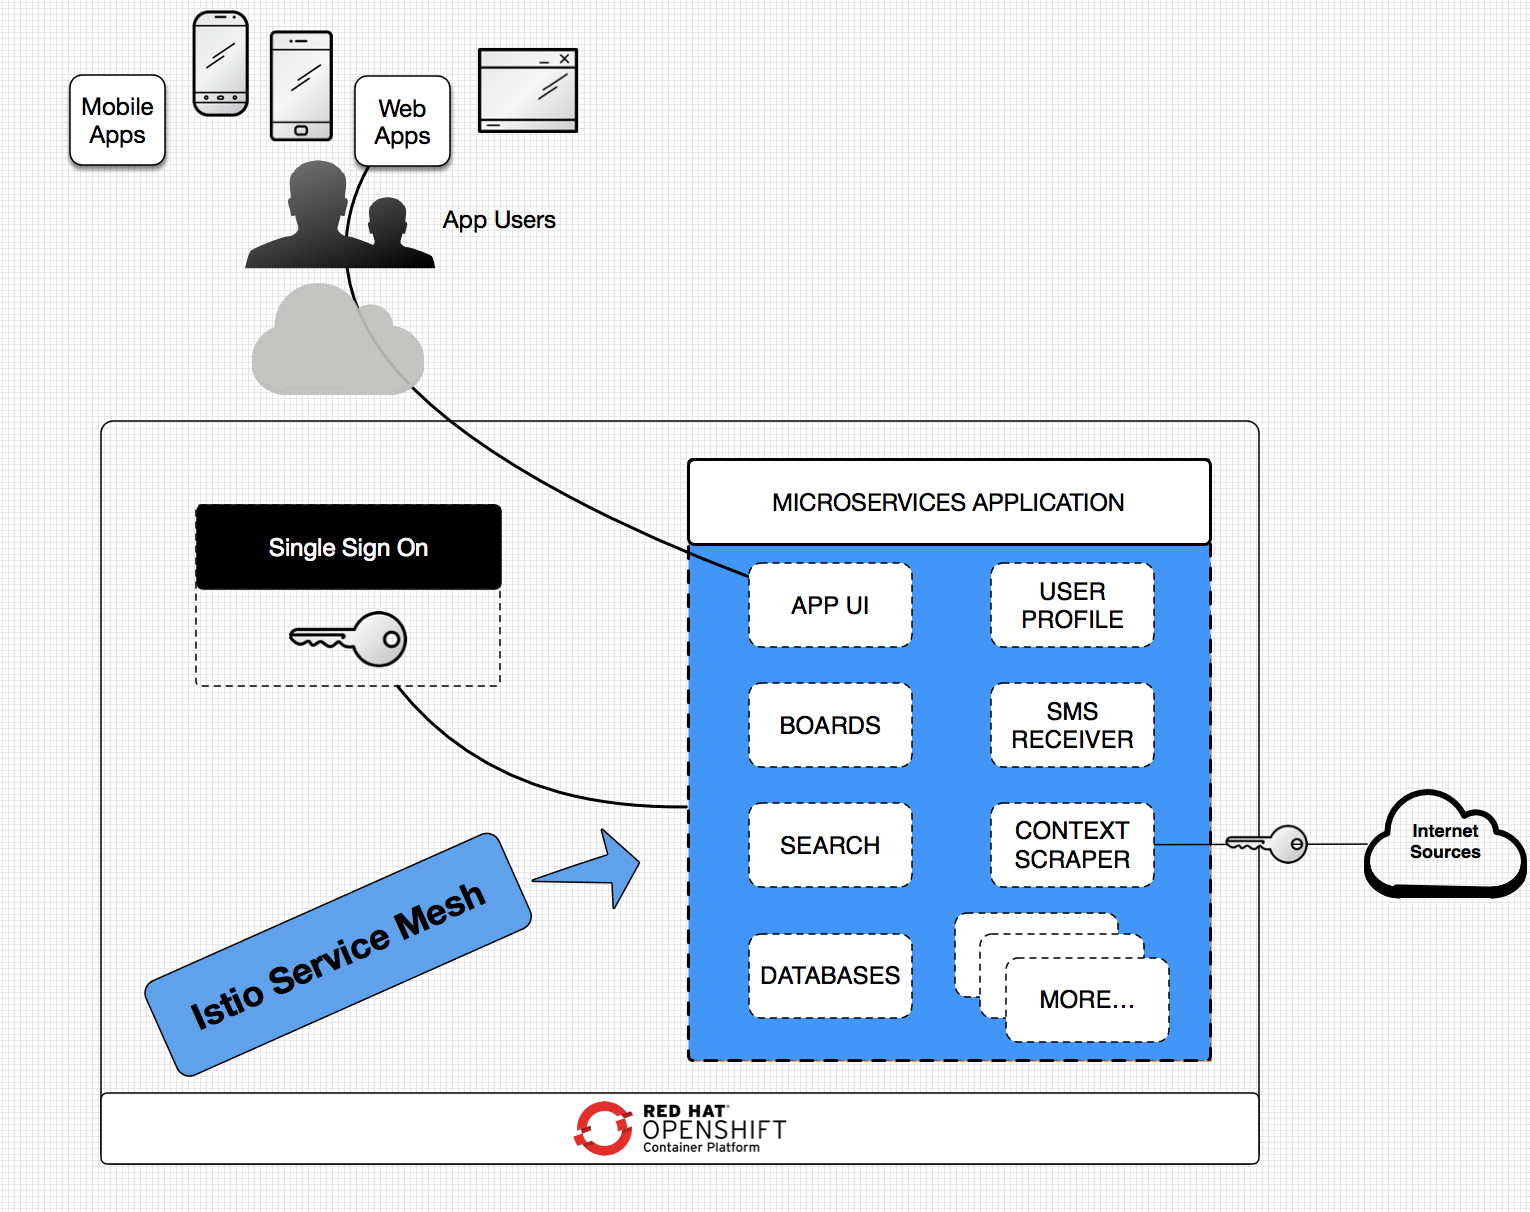 Mobile
Apps
Web
Apps
App Users
MICROSERVICES APPLICATION
Single Sign On
APP UI
USER
PROFILE
BOARDS
SMS
RECEIVER
SEARCH
CONTEXT
SCRAPER
Internet
Sources
Istio Service Mesh
DATABASES
MORE...
RED HAT®
OPENSHIFT
Container Platform